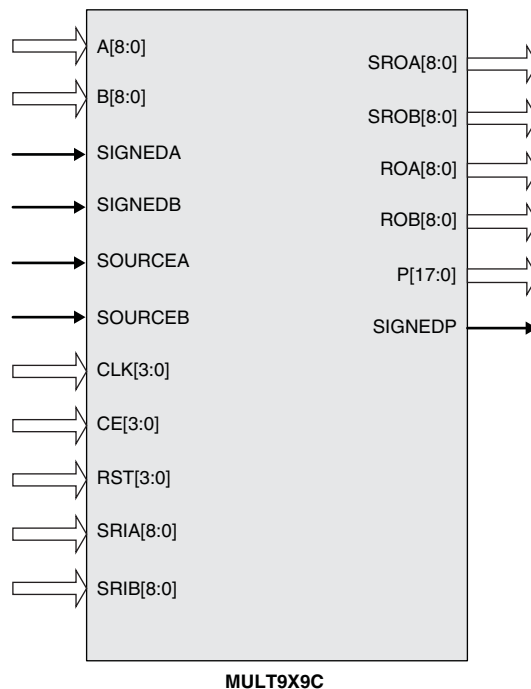 A[8:0]
B[8:0]
SIGNEDA
SIGNEDB
SOURCEA
SOURCEB
CLK[3:0]
CE[3:0]
RST[3:0]
SRIA[8:0]
SRIB[8:0]
SROA[8:0]
SROB[8:0]
ROA[8:0]
ROB[8:0]
P[17:0]
SIGNEDP
MULT9X9C